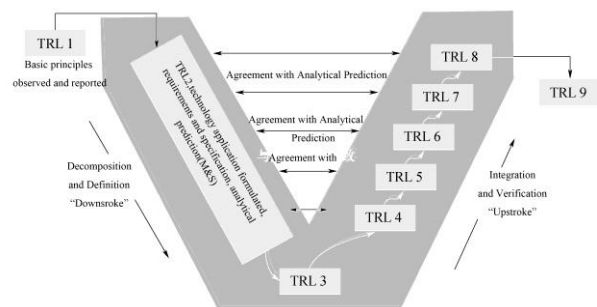 TRL 1
Basic principles
observed and reported
TRL2,technology application formulated,
requirements and specification, analytical
prediction(M&S)
Decomposition
and Definition
“Downsroke”
Agreement with Analytical Prediction
Agreement with Analytical
Prediction
Agreement with
TRL 3
TRL 4
TRL 5
TRL 6
TRL 7
TRL 8
TRL 9
Integration
and Verification
“Upstroke”